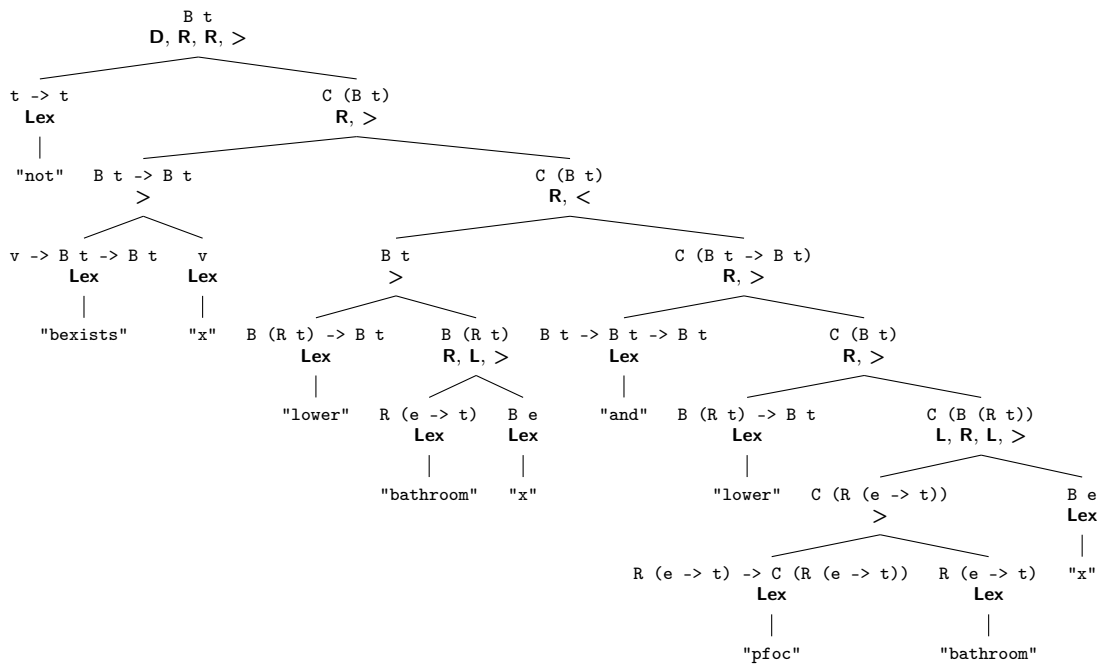 B t
D, R, R, >
t -> t
Lex
"not"
C (B t)
R, >
B t -> B t
>
C (B t)
R, <
v -> B t -> B t
Lex
"bexists"
v
Lex
"x"
B t
>
C (B t -> B t)
R, >
B (R t) -> B t
Lex
"lower"
B (R t)
R, L, >
B t -> B t -> B t
Lex
"and"
C (B t)
R, >
R (e -> t)
Lex
"bathroom"
B e
Lex
"x"
B (R t) -> B t
Lex
"lower"
C (B (R t))
L, R, L, >
C (R (e -> t))
>
B e
Lex
"x"
R (e -> t) -> C (R (e -> t))
Lex
"pfoc"
R (e -> t)
Lex
"bathroom"